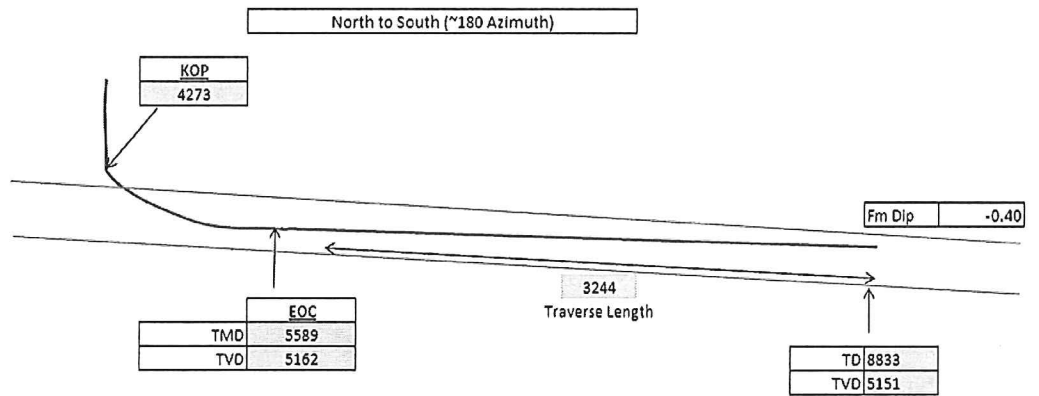 North to South (~180 Azimuth)
KOP
4273
Fm Dip -0.40
3244
Traverse Length
EOC
TMD 5589
TVD 5162
TD 8833
TVD 5151